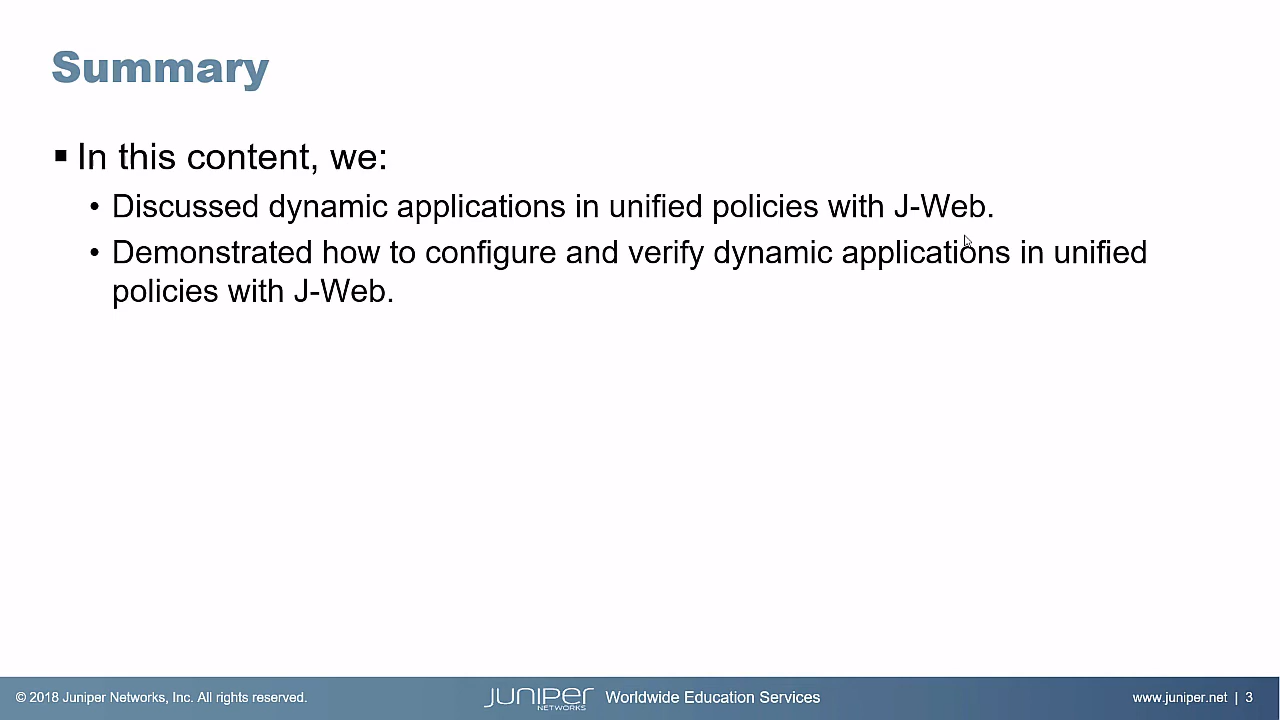 Summary
▪ In this content, we:
• Discussed dynamic applications in unified policies with J-Web.
• Demonstrated how to configure and verify dynamic applications in unified
policies with J-Web.
© 2018 Juniper Networks, Inc. All rights reserved.
JUNIPER
NETWORKS
Worldwide Education Services
www.juniper.net | 3